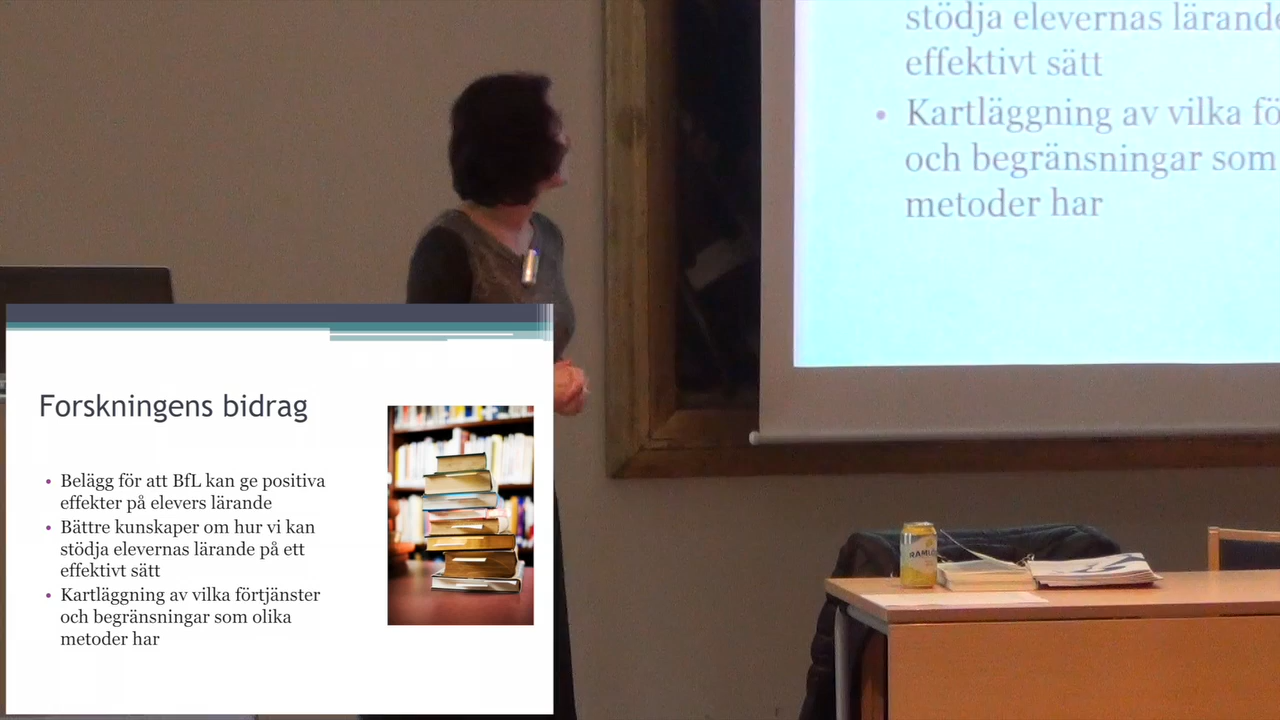 stödja elevernas lärande
effektivt sätt
• Kartläggning av vilka fö
och begränsningar som
metoder har
Forskningens bidrag
• Belägg för att BfL kan ge positiva
effekter på elevers lärande
• Bättre kunskaper om hur vi kan
stödja elevernas lärande på ett
effektivt sätt
• Kartläggning av vilka förtjänster
och begränsningar som olika
metoder har
RAMLÖ